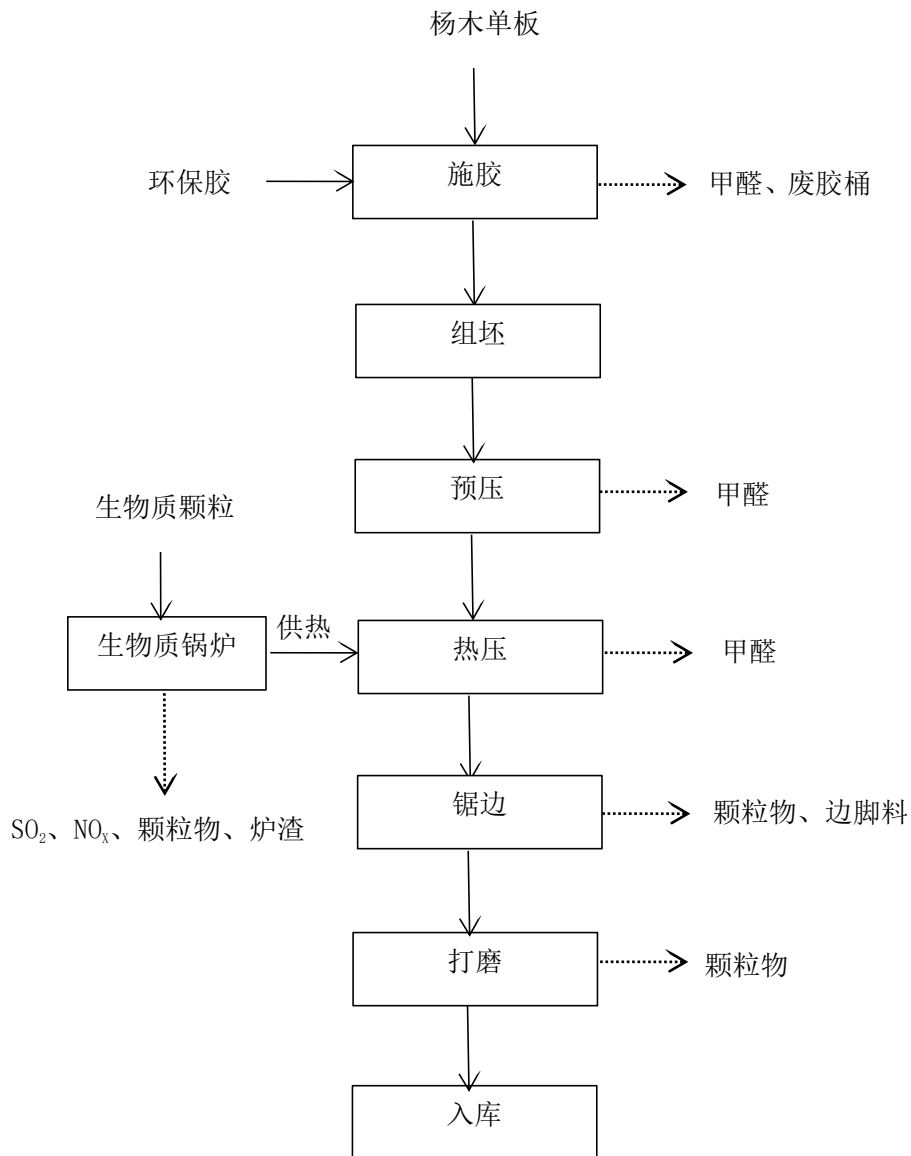 杨木单板
环保胶
施胶
甲醛、废胶桶
组坯
预压
甲醛
生物质颗粒
生物质锅炉
供热
热压
甲醛
SO₂、NOₓ、颗粒物、炉渣
锯边
颗粒物、边脚料
打磨
颗粒物
入库